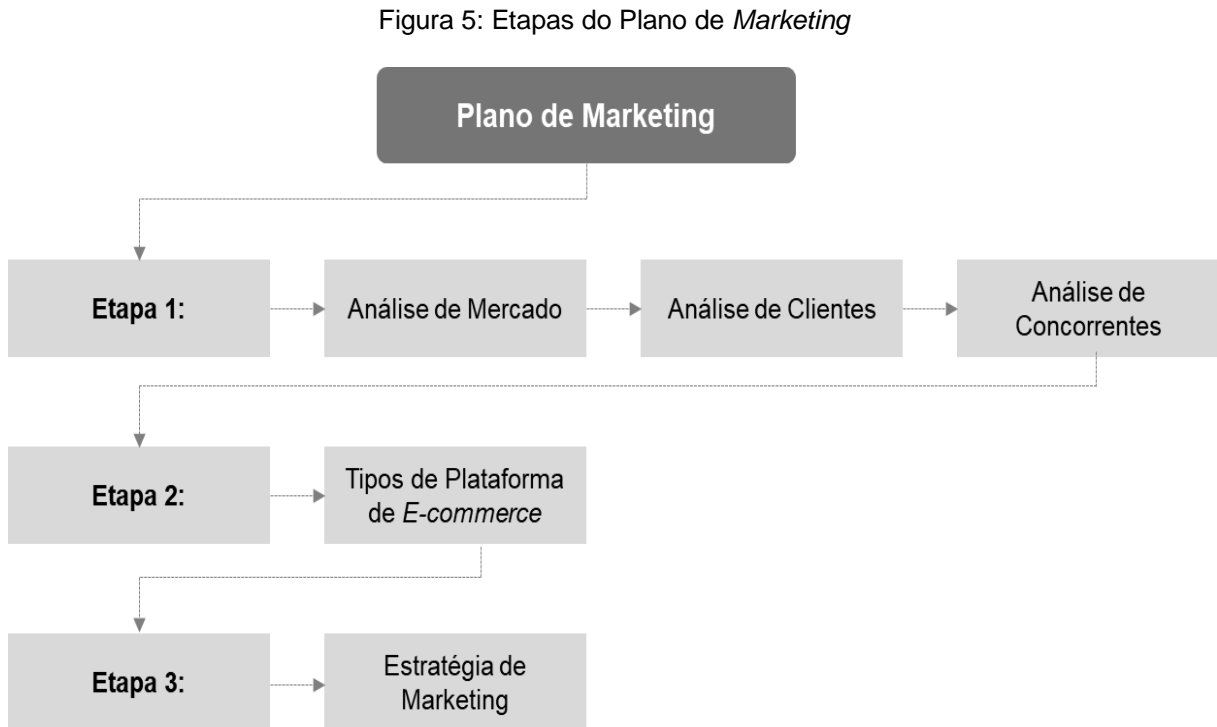 Figura 5: Etapas do Plano de Marketing
Plano de Marketing
Etapa 1:
Análise de Mercado
Análise de Clientes
Análise de
Concorrentes
Etapa 2:
Tipos de Plataforma
de E-commerce
Etapa 3:
Estratégia de
Marketing